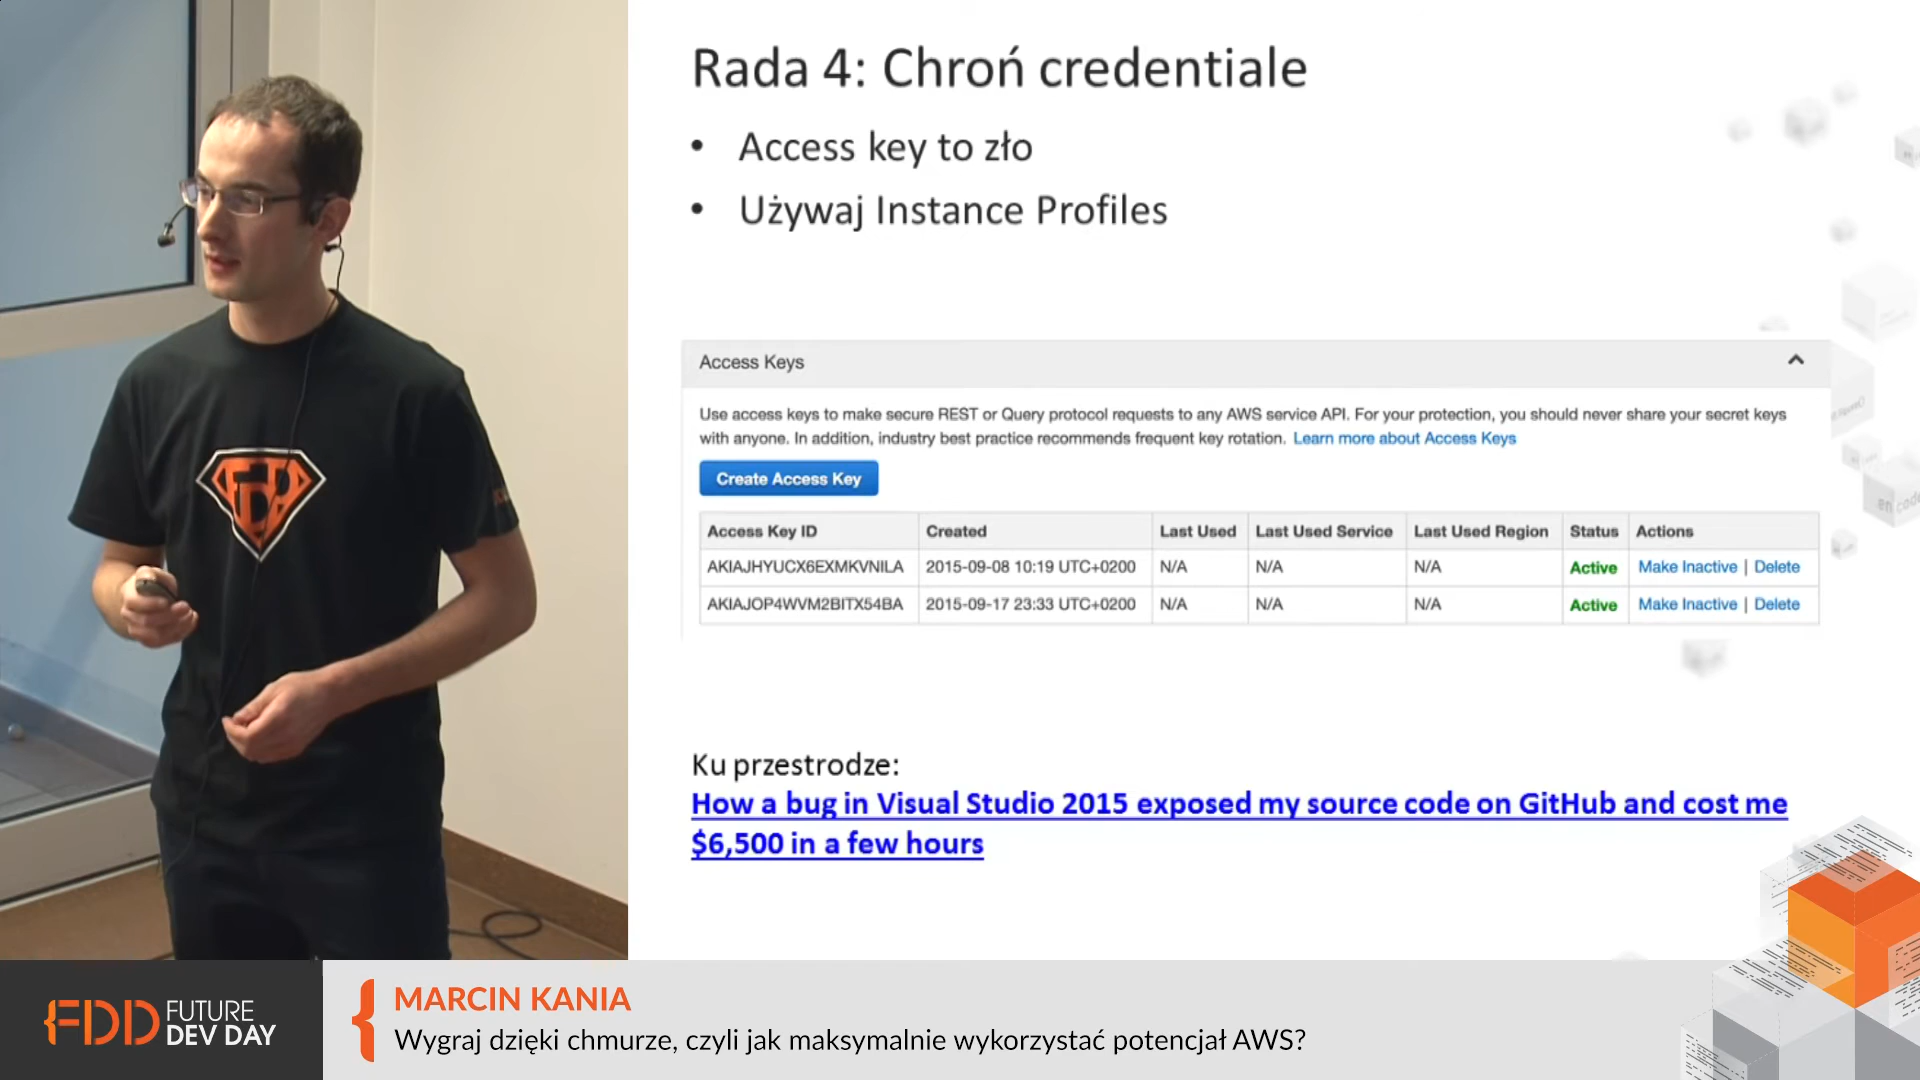 Rada 4: Chroń credentiale
• Access key to zło
• Używaj Instance Profiles
Access Keys
Use access keys to make secure REST or Query protocol requests to any AWS service API. For your protection, you should never share your secret keys
with anyone. In addition, industry best practice recommends frequent key rotation. Learn more about Access Keys
Create Access Key
Access Key ID Created Last Used Last Used Service Last Used Region Status Actions
AKIAJHYUCX6EXMKVNILA 2015-09-08 10:19 UTC+0200 N/A N/A N/A Active Make Inactive | Delete
AKIAJOP4WVM2BITX54BA 2015-09-17 23:33 UTC+0200 N/A N/A N/A Active Make Inactive | Delete
Ku przestrodze:
How a bug in Visual Studio 2015 exposed my source code on GitHub and cost me
$6,500 in a few hours
FDD
FDD FUTURE
DEV DAY
MARCIN KANIA
Wygraj dzięki chmurze, czyli jak maksymalnie wykorzystać potencjał AWS?